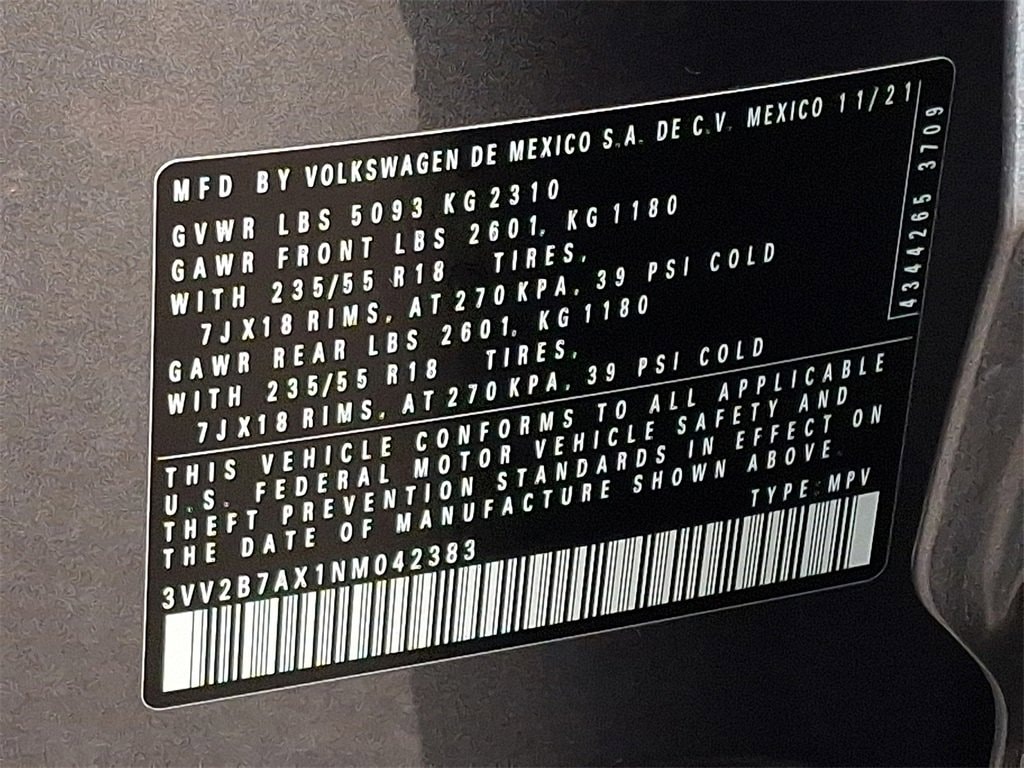 MFD BY VOLKSWAGEN DE MEXICO S.A. DE C.V. MEXICO 11/21
GVWR LBS 5093 KG 2310
GAWR FRONT LBS 2601, KG 1180
WITH 235/55 R18 TIRES,
7JX18 RIMS, AT 270 KPA, 39 PSI COLD
GAWR REAR LBS 2601, KG 1180
WITH 235/55 R18 TIRES,
7JX18 RIMS, AT 270 KPA, 39 PSI COLD
4344265 3709
THIS VEHICLE CONFORMS TO ALL APPLICABLE
U.S. FEDERAL MOTOR VEHICLE SAFETY AND
THEFT PREVENTION STANDARDS IN EFFECT ON
THE DATE OF MANUFACTURE SHOWN ABOVE.
3VV2B7AX1NM042383 TYPE: MPV